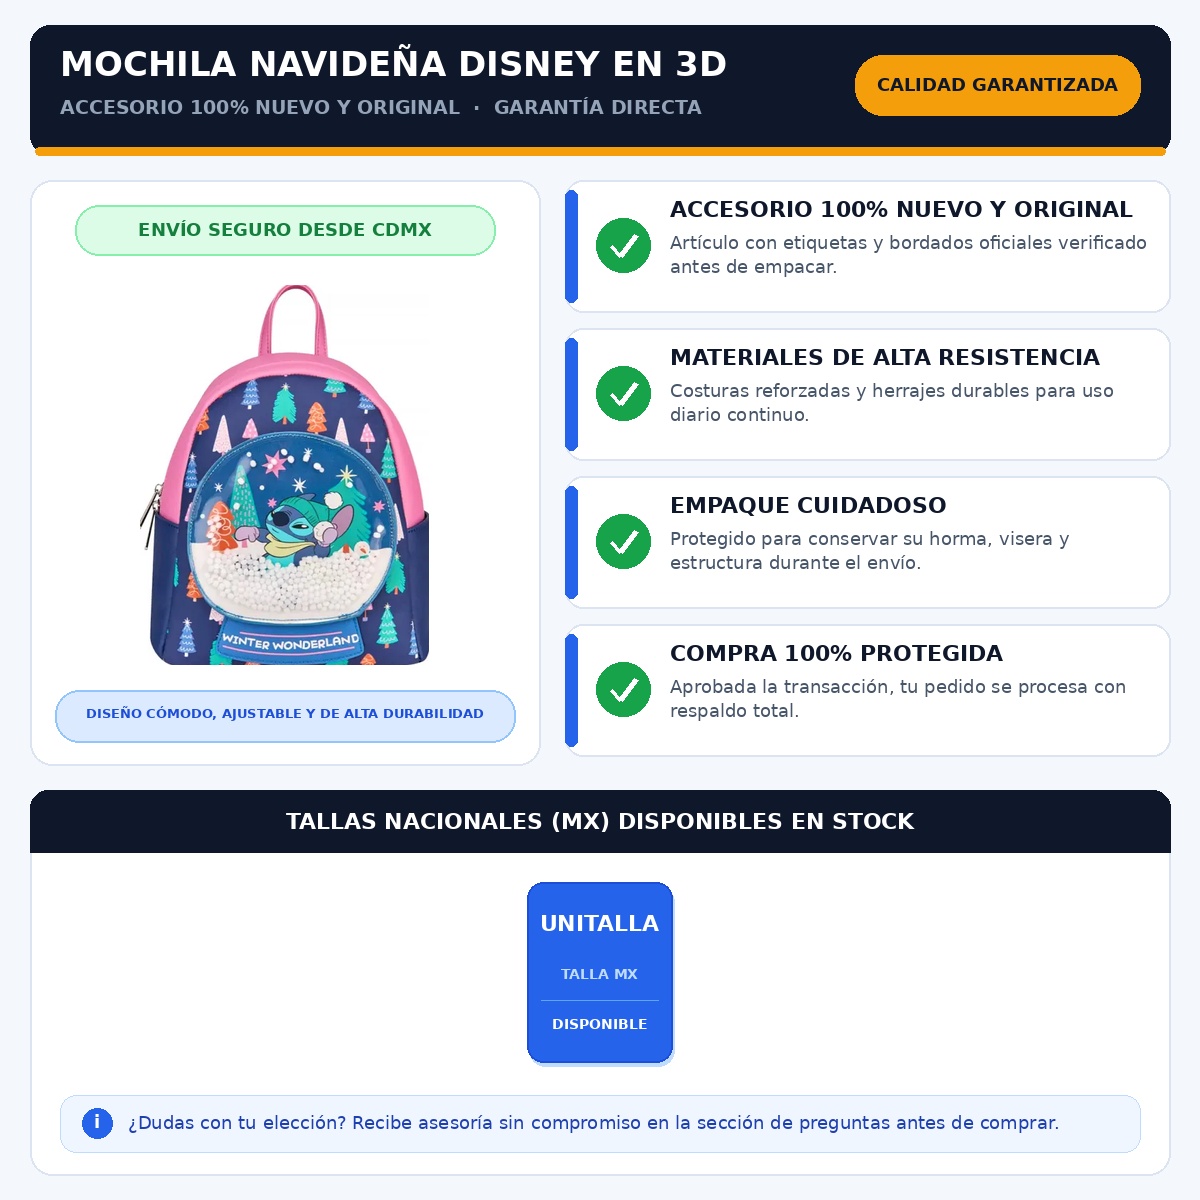 MOCHILA NAVIDEÑA DISNEY EN 3D
ACCESORIO 100% NUEVO Y ORIGINAL · GARANTÍA DIRECTA
CALIDAD GARANTIZADA
ENVÍO SEGURO DESDE CDMX
WINTER WONDERLAND
DISEÑO CÓMODO, AJUSTABLE Y DE ALTA DURABILIDAD
ACCESORIO 100% NUEVO Y ORIGINAL
Artículo con etiquetas y bordados oficiales verificado
antes de empacar.
MATERIALES DE ALTA RESISTENCIA
Costuras reforzadas y herrajes durables para uso
diario continuo.
EMPAQUE CUIDADOSO
Protegido para conservar su horma, visera y
estructura durante el envío.
COMPRA 100% PROTEGIDA
Aprobada la transacción, tu pedido se procesa con
respaldo total.
TALLAS NACIONALES (MX) DISPONIBLES EN STOCK
UNITALLA
TALLA MX
DISPONIBLE
i ¿Dudas con tu elección? Recibe asesoría sin compromiso en la sección de preguntas antes de comprar.